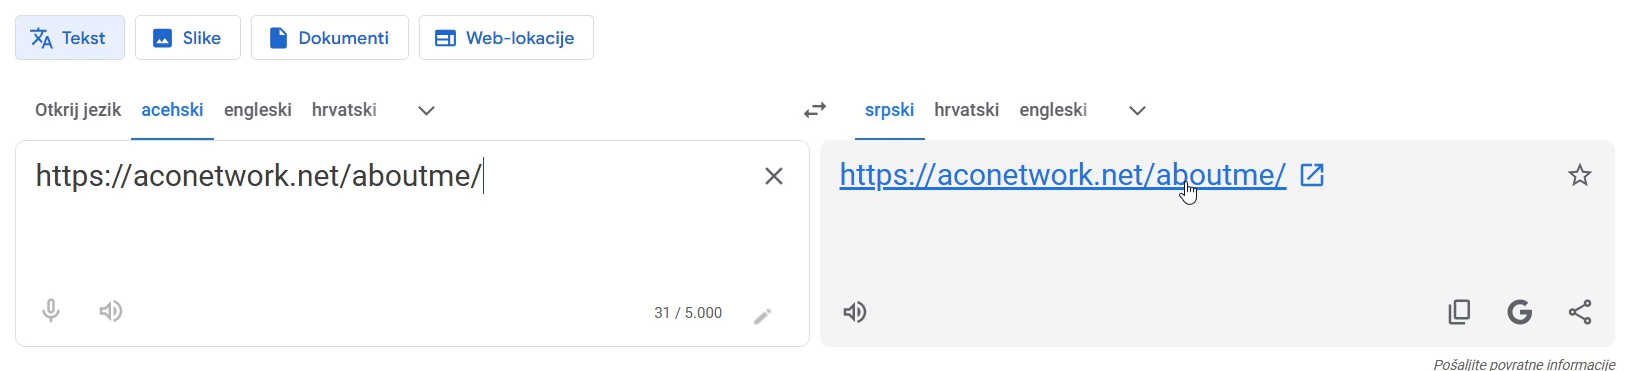 Tekst Slike Dokumenti Web-lokacije
Otkrij jezik acehski engleski hrvatski srpski hrvatski engleski
https://aconetwork.net/aboutme/ https://aconetwork.net/aboutme/
31 / 5.000
Pošaljite povratne informacije